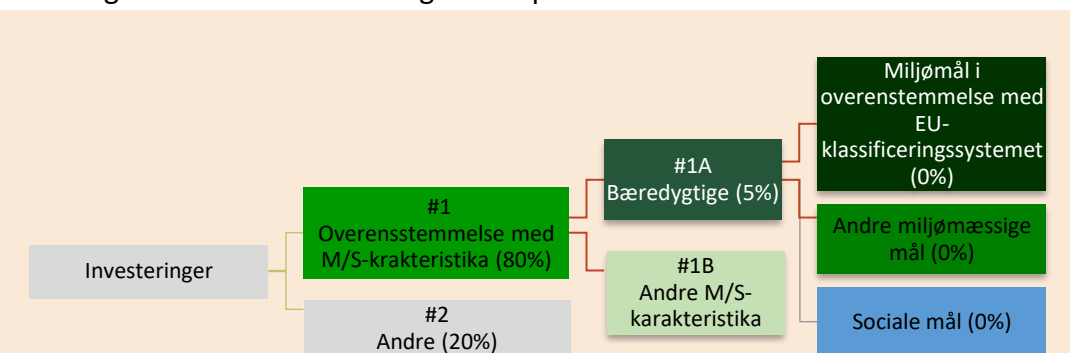 Investeringer
#1
Overensstemmelse med
M/S-krakteristika (80%)
#2
Andre (20%)
#1A
Bæredygtige (5%)
#1B
Andre M/S-
karakteristika
Miljømål i
overenstemmelse med
EU-
klassificeringssystemet
(0%)
Andre miljømæssige
mål (0%)
Sociale mål (0%)